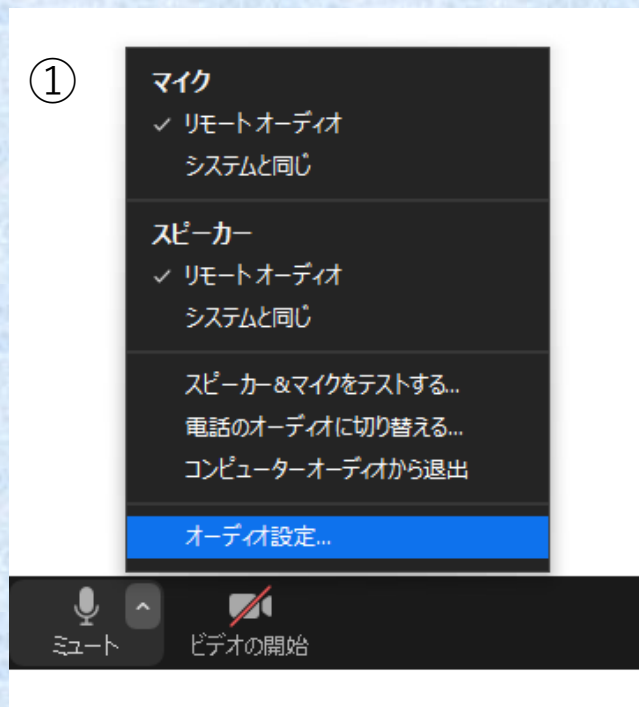 ①
マイク
リモート オーディオ
システムと同じ
スピーカー
リモート オーディオ
システムと同じ
スピーカー&マイクをテストする...
電話のオーディオに切り替える...
コンピューターオーディオから退出
オーディオ設定...
ミュート
ビデオの開始